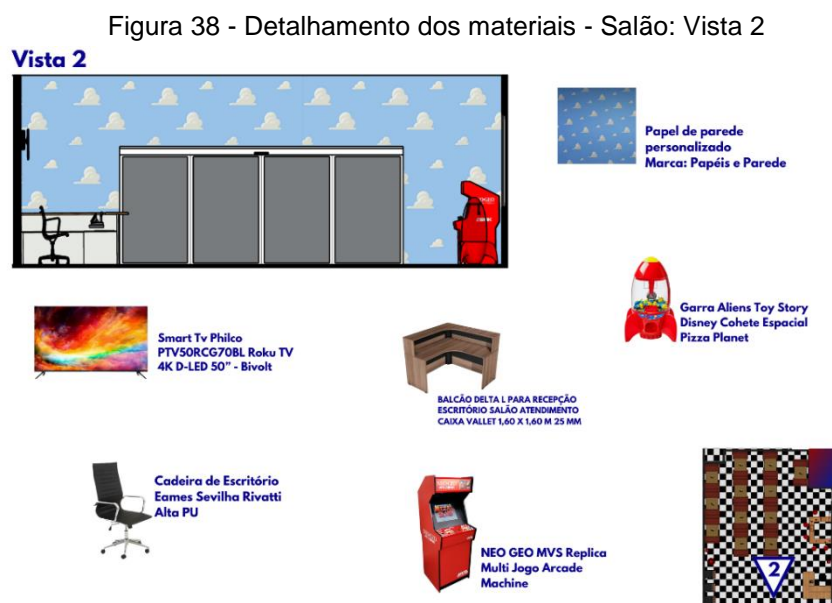 Figura 38 - Detalhamento dos materiais - Salão: Vista 2
Vista 2
Papel de parede
personalizado
Marca: Papéis e Parede
Garra Aliens Toy Story
Disney Cohete Espacial
Pizza Planet
Smart Tv Philco
PTV50RCG70BL Roku TV
4K D-LED 50” - Bivolt
BALCÃO DELTA L PARA RECEPÇÃO
ESCRITÓRIO SALÃO ATENDIMENTO
CAIXA VALLET 1,60 X 1,60 M 25 MM
Cadeira de Escritório
Eames Sevilha Rivatti
Alta PU
NEO GEO MVS Replica
Multi Jogo Arcade
Machine
2